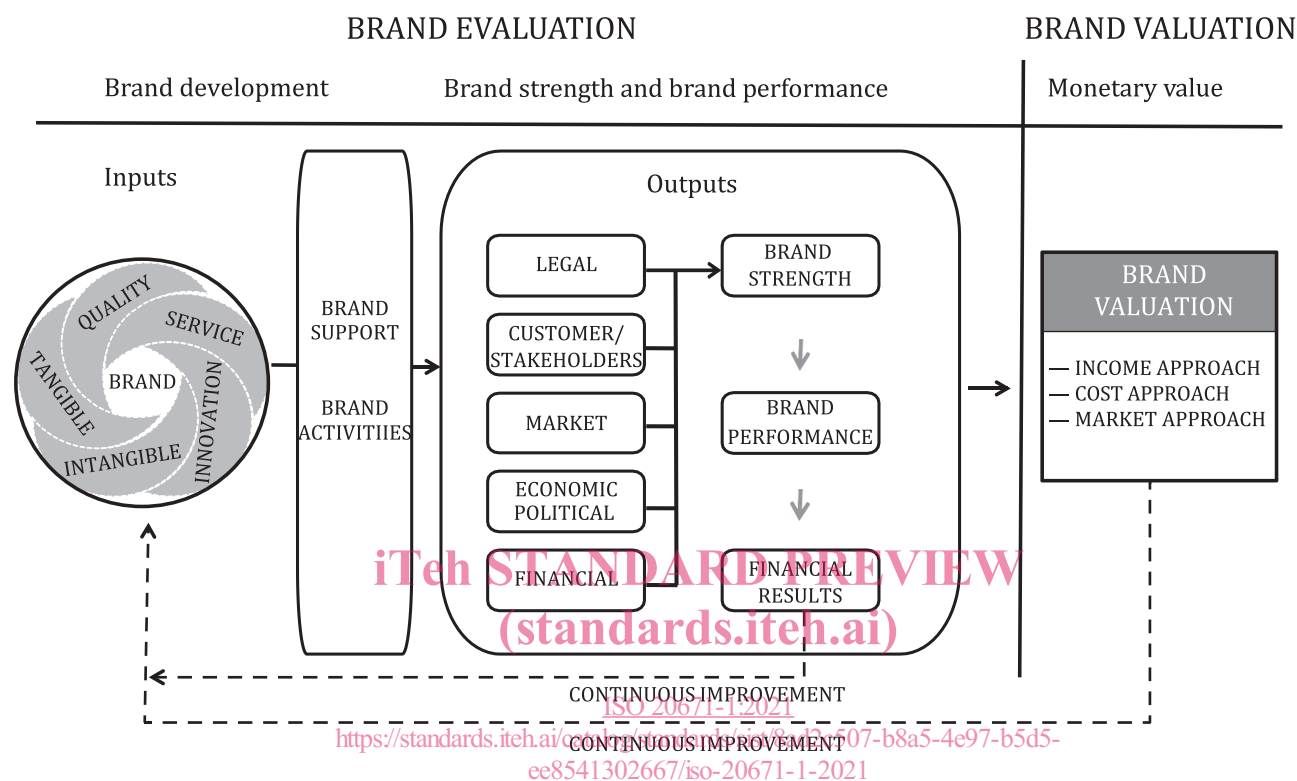 BRAND EVALUATION
BRAND VALUATION
Brand development
Brand strength and brand performance
Monetary value
Inputs
QUALITY
SERVICE
TANGIBLE
BRAND
INTANGIBLE
INNOVATION
BRAND
SUPPORT
BRAND
ACTIVITIIES
Outputs
LEGAL
CUSTOMER/
STAKEHOLDERS
MARKET
ECONOMIC
POLITICAL
FINANCIAL
BRAND
STRENGTH
BRAND
PERFORMANCE
FINANCIAL
RESULTS
BRAND
VALUATION
— INCOME APPROACH
— COST APPROACH
— MARKET APPROACH
iTeh STANDARD PREVIEW
(standards.iteh.ai)
CONTINUOUS IMPROVEMENT
ISO 20671-1:2021
CONTINUOUS IMPROVEMENT
ee8541302667/iso-20671-1-2021